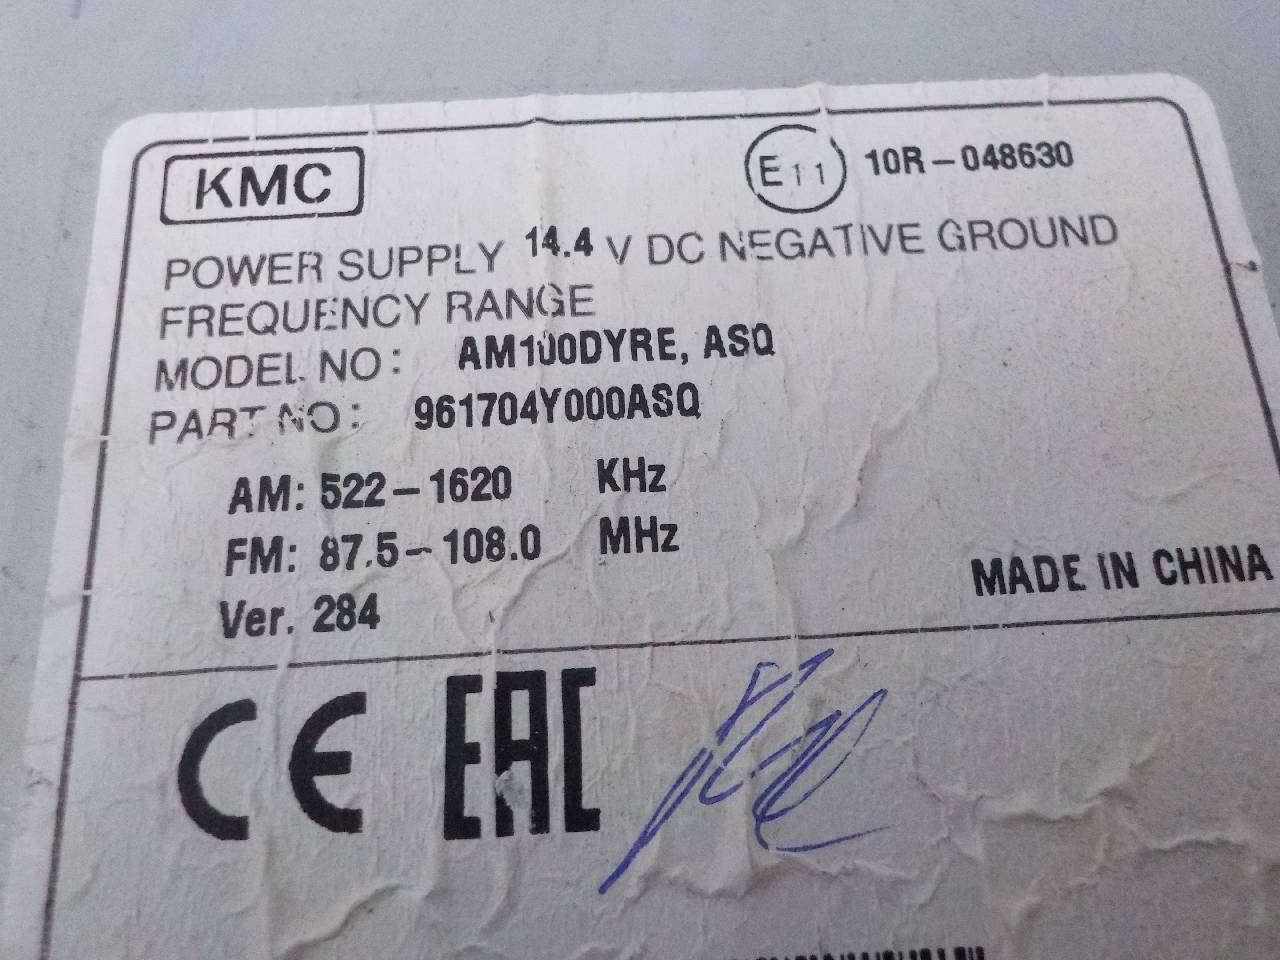 KMC
E11 10R-048630
POWER SUPPLY 14.4 V DC NEGATIVE GROUND
FREQUENCY RANGE
MODEL NO: AM100DYRE, ASQ
PART NO: 961704Y000ASQ
AM: 522-1620 KHz
FM: 87.5-108.0 MHz
Ver. 284
MADE IN CHINA
CE EAC